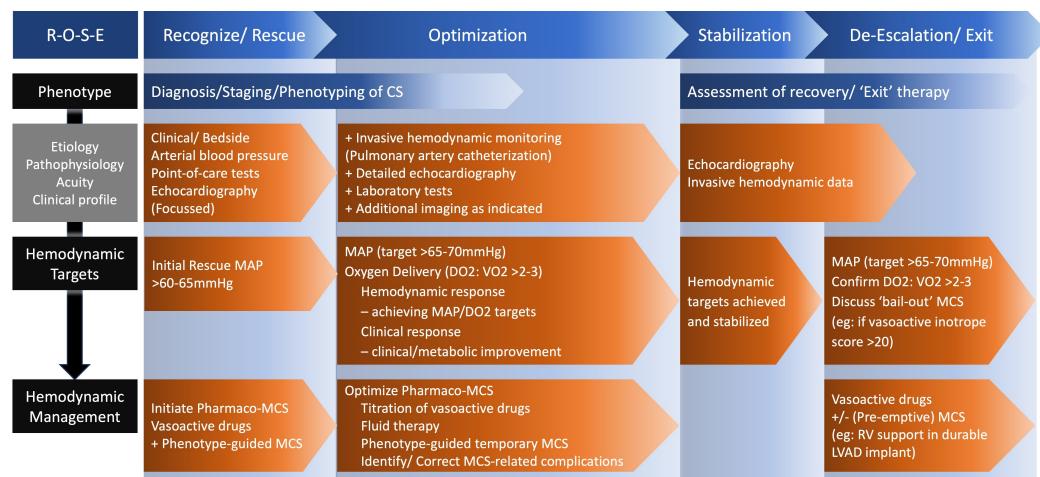 R-O-S-E
Recognize/ Rescue
Optimization
Stabilization
De-Escalation/ Exit
Phenotype
Diagnosis/Staging/Phenotyping of CS
Assessment of recovery/ ‘Exit’ therapy
Etiology
Pathophysiology
Acuity
Clinical profile
Clinical/ Bedside
Arterial blood pressure
Point-of-care tests
Echocardiography
(Focussed)
+ Invasive hemodynamic monitoring
(Pulmonary artery catheterization)
+ Detailed echocardiography
+ Laboratory tests
+ Additional imaging as indicated
Echocardiography
Invasive hemodynamic data
Hemodynamic
Targets
Initial Rescue MAP
>60-65mmHg
MAP (target >65-70mmHg)
Oxygen Delivery (DO2: VO2 >2-3)
Hemodynamic response
– achieving MAP/DO2 targets
Clinical response
– clinical/metabolic improvement
Hemodynamic
targets achieved
and stabilized
MAP (target >65-70mmHg)
Confirm DO2: VO2 >2-3
Discuss ‘bail-out’ MCS
(eg: if vasoactive inotrope
score >20)
Hemodynamic
Management
Initiate Pharmaco-MCS
Vasoactive drugs
+ Phenotype-guided MCS
Optimize Pharmaco-MCS
Titration of vasoactive drugs
Fluid therapy
Phenotype-guided temporary MCS
Identify/ Correct MCS-related complications
Vasoactive drugs
+/- (Pre-emptive) MCS
(eg: RV support in durable
LVAD implant)